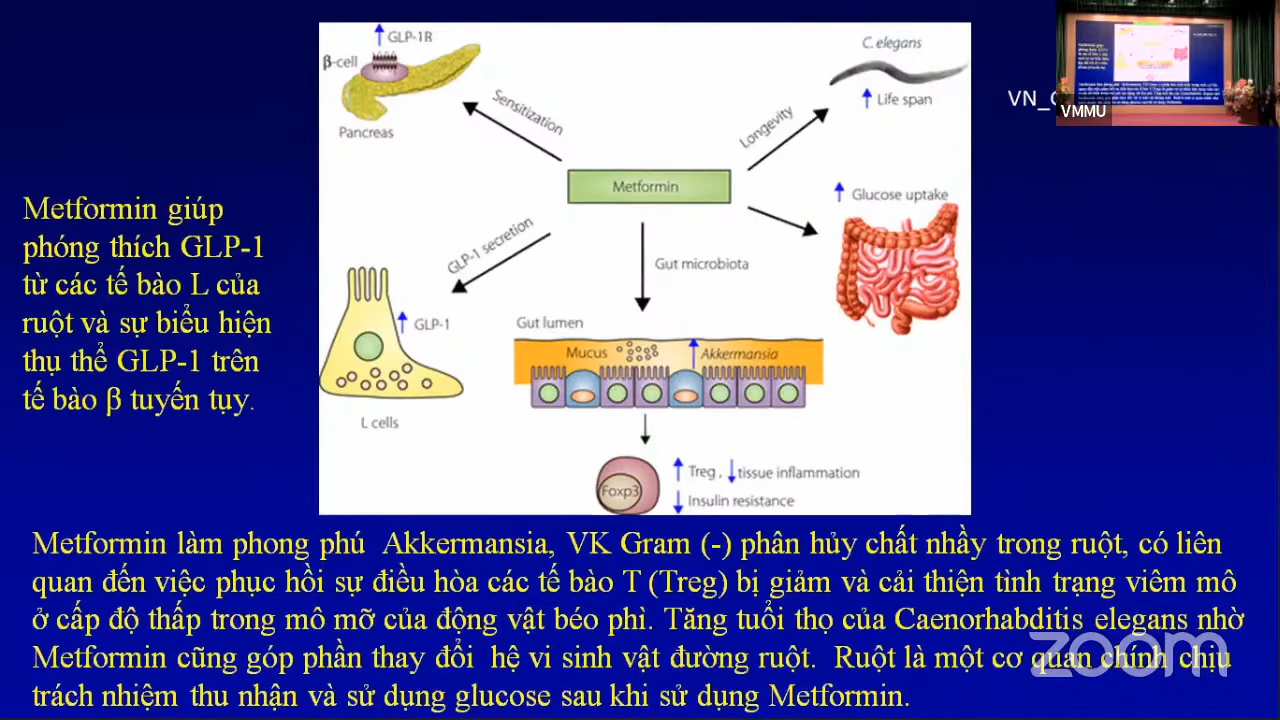 GLP-1R
β-cell
Pancreas
Sensitization
C. elegans
Life span
Longevity
VMMU
Metformin
Glucose uptake
Metformin giúp
phóng thích GLP-1
từ các tế bào L của
ruột và sự biểu hiện
thụ thể GLP-1 trên
tế bào β tuyến tụy.
GLP-1 secretion
Gut microbiota
GLP-1
L cells
Gut lumen
Mucus
Akkermansia
Foxp3
Treg , tissue inflammation
Insulin resistance
Metformin làm phong phú Akkermansia, VK Gram (-) phân hủy chất nhầy trong ruột, có liên
quan đến việc phục hồi sự điều hòa các tế bào T (Treg) bị giảm và cải thiện tình trạng viêm mô
ở cấp độ thấp trong mô mỡ của động vật béo phì. Tăng tuổi thọ của Caenorhabditis elegans nhờ
Metformin cũng góp phần thay đổi hệ vi sinh vật đường ruột. Ruột là một cơ quan chính chịu
trách nhiệm thu nhận và sử dụng glucose sau khi sử dụng Metformin.
zoom